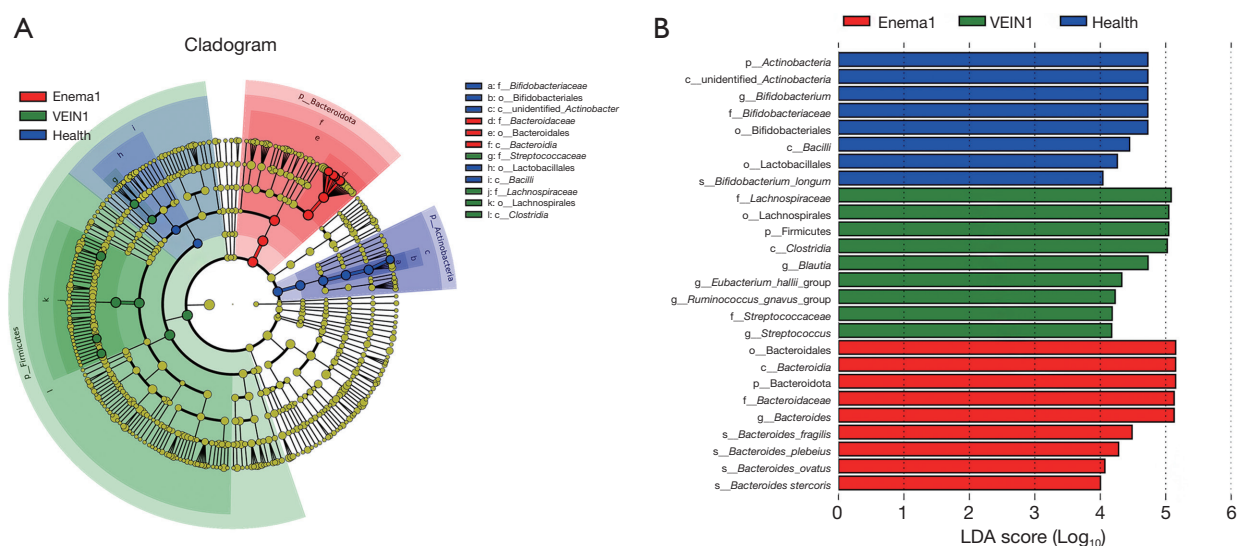 A
Cladogram
Enema1
VEIN1
Health
p__Bacteroidota
f
e
d
p__Actinobacteria
c
b
a
l
h
g
k
j
p__Firmicutes
l
a: f__Bifidobacteriaceae
b: o__Bifidobacteriales
c: c__unidentified_Actinobacter
d: f__Bacteroidaceae
e: o__Bacteroidales
f: c__Bacteroidia
g: f__Streptococcaceae
h: o__Lactobacillales
i: c__Bacilli
j: f__Lachnospiraceae
k: o__Lachnospirales
l: c__Clostridia
B
Enema1 VEIN1 Health
p__Actinobacteria
c__unidentified_Actinobacteria
g__Bifidobacterium
f__Bifidobacteriaceae
o__Bifidobacteriales
c__Bacilli
o__Lactobacillales
s__Bifidobacterium_longum
f__Lachnospiraceae
o__Lachnospirales
p__Firmicutes
c__Clostridia
g__Blautia
g__Eubacterium_hallii_group
g__Ruminococcus_gnavus_group
f__Streptococcaceae
g__Streptococcus
o__Bacteroidales
c__Bacteroidia
p__Bacteroidota
f__Bacteroidaceae
g__Bacteroides
s__Bacteroides_fragilis
s__Bacteroides_plebeius
s__Bacteroides_ovatus
s__Bacteroides stercoris
0 1 2 3 4 5 6
LDA score (Log10)